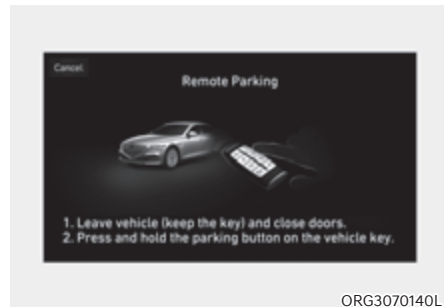 Cancel
Remote Parking
1. Leave vehicle (keep the key) and close doors.
2. Press and hold the parking button on the vehicle key.
ORG3070140L